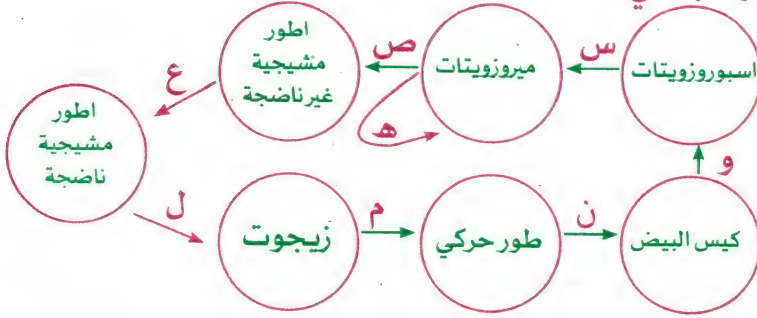 اسبوروزويتات
س
ميروزويتات
ص
اطور
مشيجية
غير ناضجة
ع
اطور
مشيجية
ناضجة
ه
و
ل
زيجوت
م
طور حركي
ن
كيس البيض